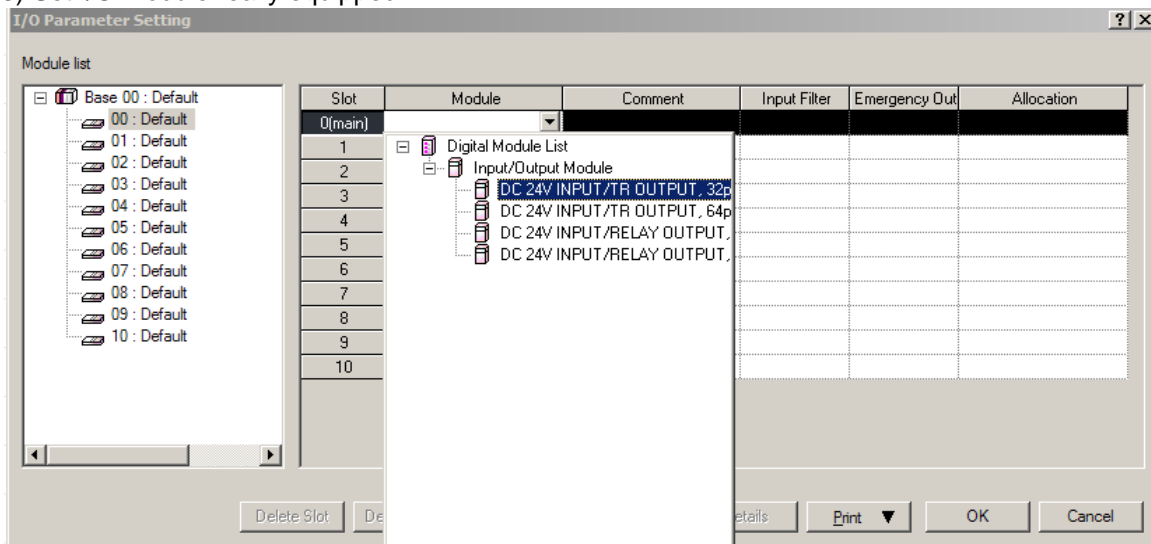 I/O Parameter Setting
Module list
Base 00 : Default
00 : Default
01 : Default
02 : Default
03 : Default
04 : Default
05 : Default
06 : Default
07 : Default
08 : Default
09 : Default
10 : Default
Slot Module Comment Input Filter Emergency Out Allocation
0(main)
1
2
3
4
5
6
7
8
9
10
Digital Module List
Input/Output Module
DC 24V INPUT/TR OUTPUT, 32p
DC 24V INPUT/TR OUTPUT, 64p
DC 24V INPUT/RELAY OUTPUT,
DC 24V INPUT/RELAY OUTPUT,
Delete Slot De etails Print OK Cancel